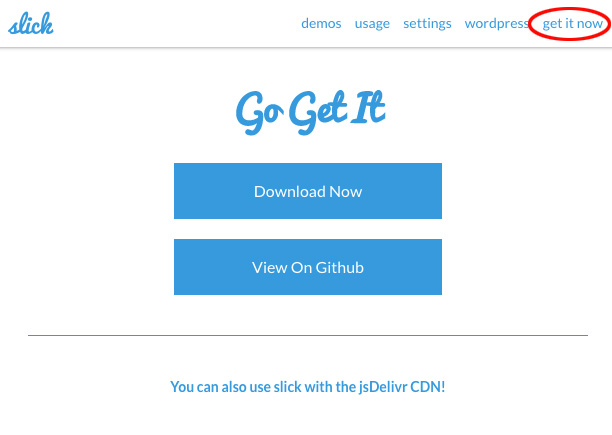 slick demos usage settings wordpress get it now
Go Get It
Download Now
View On Github
You can also use slick with the jsDelivr CDN!